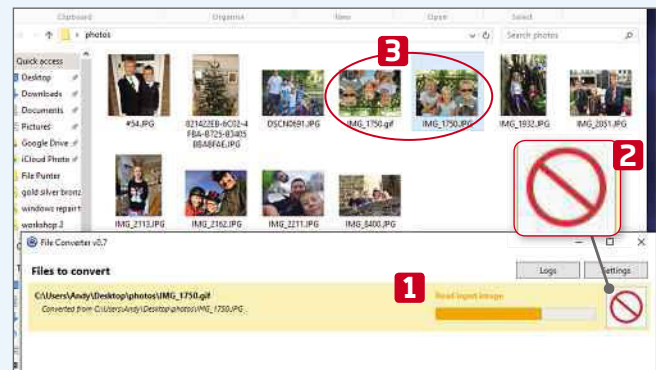 Clipboard Organise New Open Select
photos
Search photos
Quick access
Desktop
Downloads
Documents
Pictures
Google Drive
iCloud Photo
File Punter
gold silver bronz
windows repair t
workshop 2
#54.JPG
821422EB-6C02-4
FBA-B725-B3405
BBABFAE.JPG
DSCN0691.JPG
IMG_1750.gif
IMG_1750.JPG
IMG_1932.JPG
IMG_2051.JPG
3
2
IMG_2113.JPG
IMG_2162.JPG
IMG_2211.JPG
IMG_8400.JPG
File Converter v0.7
Files to convert
Logs
Settings
C:\Users\Andy\Desktop\photos\IMG_1750.gif
Converted from C:\Users\Andy\Desktop\photos\IMG_1750.JPG
1
Read input image